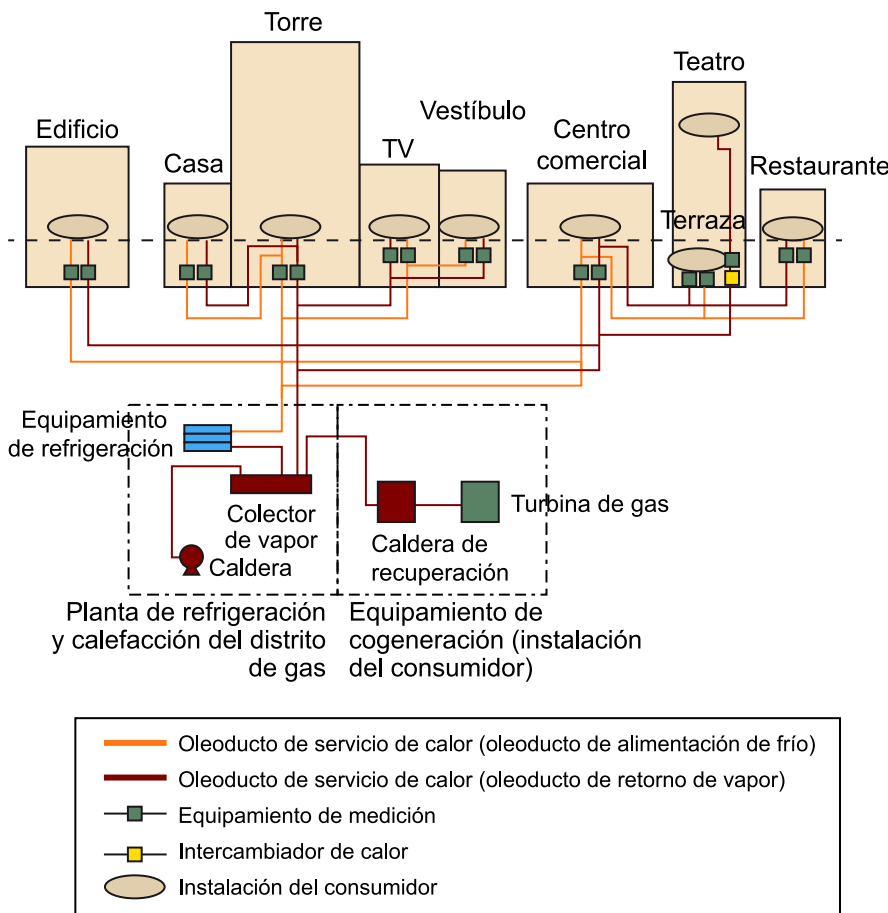 Torre
Teatro
Vestíbulo
Edificio
Centro
comercial
TV
Casa
Restaurante
Terraza
Equipamiento
de refrigeración
Colector
de vapor
Caldera
Turbina de gas
Caldera de
recuperación
Planta de refrigeración
y calefacción del distrito
de gas
Equipamiento de
cogeneración (instalación
del consumidor)
Oleoducto de servicio de calor (oleoducto de alimentación de frío)
Oleoducto de servicio de calor (oleoducto de retorno de vapor)
Equipamiento de medición
Intercambiador de calor
Instalación del consumidor